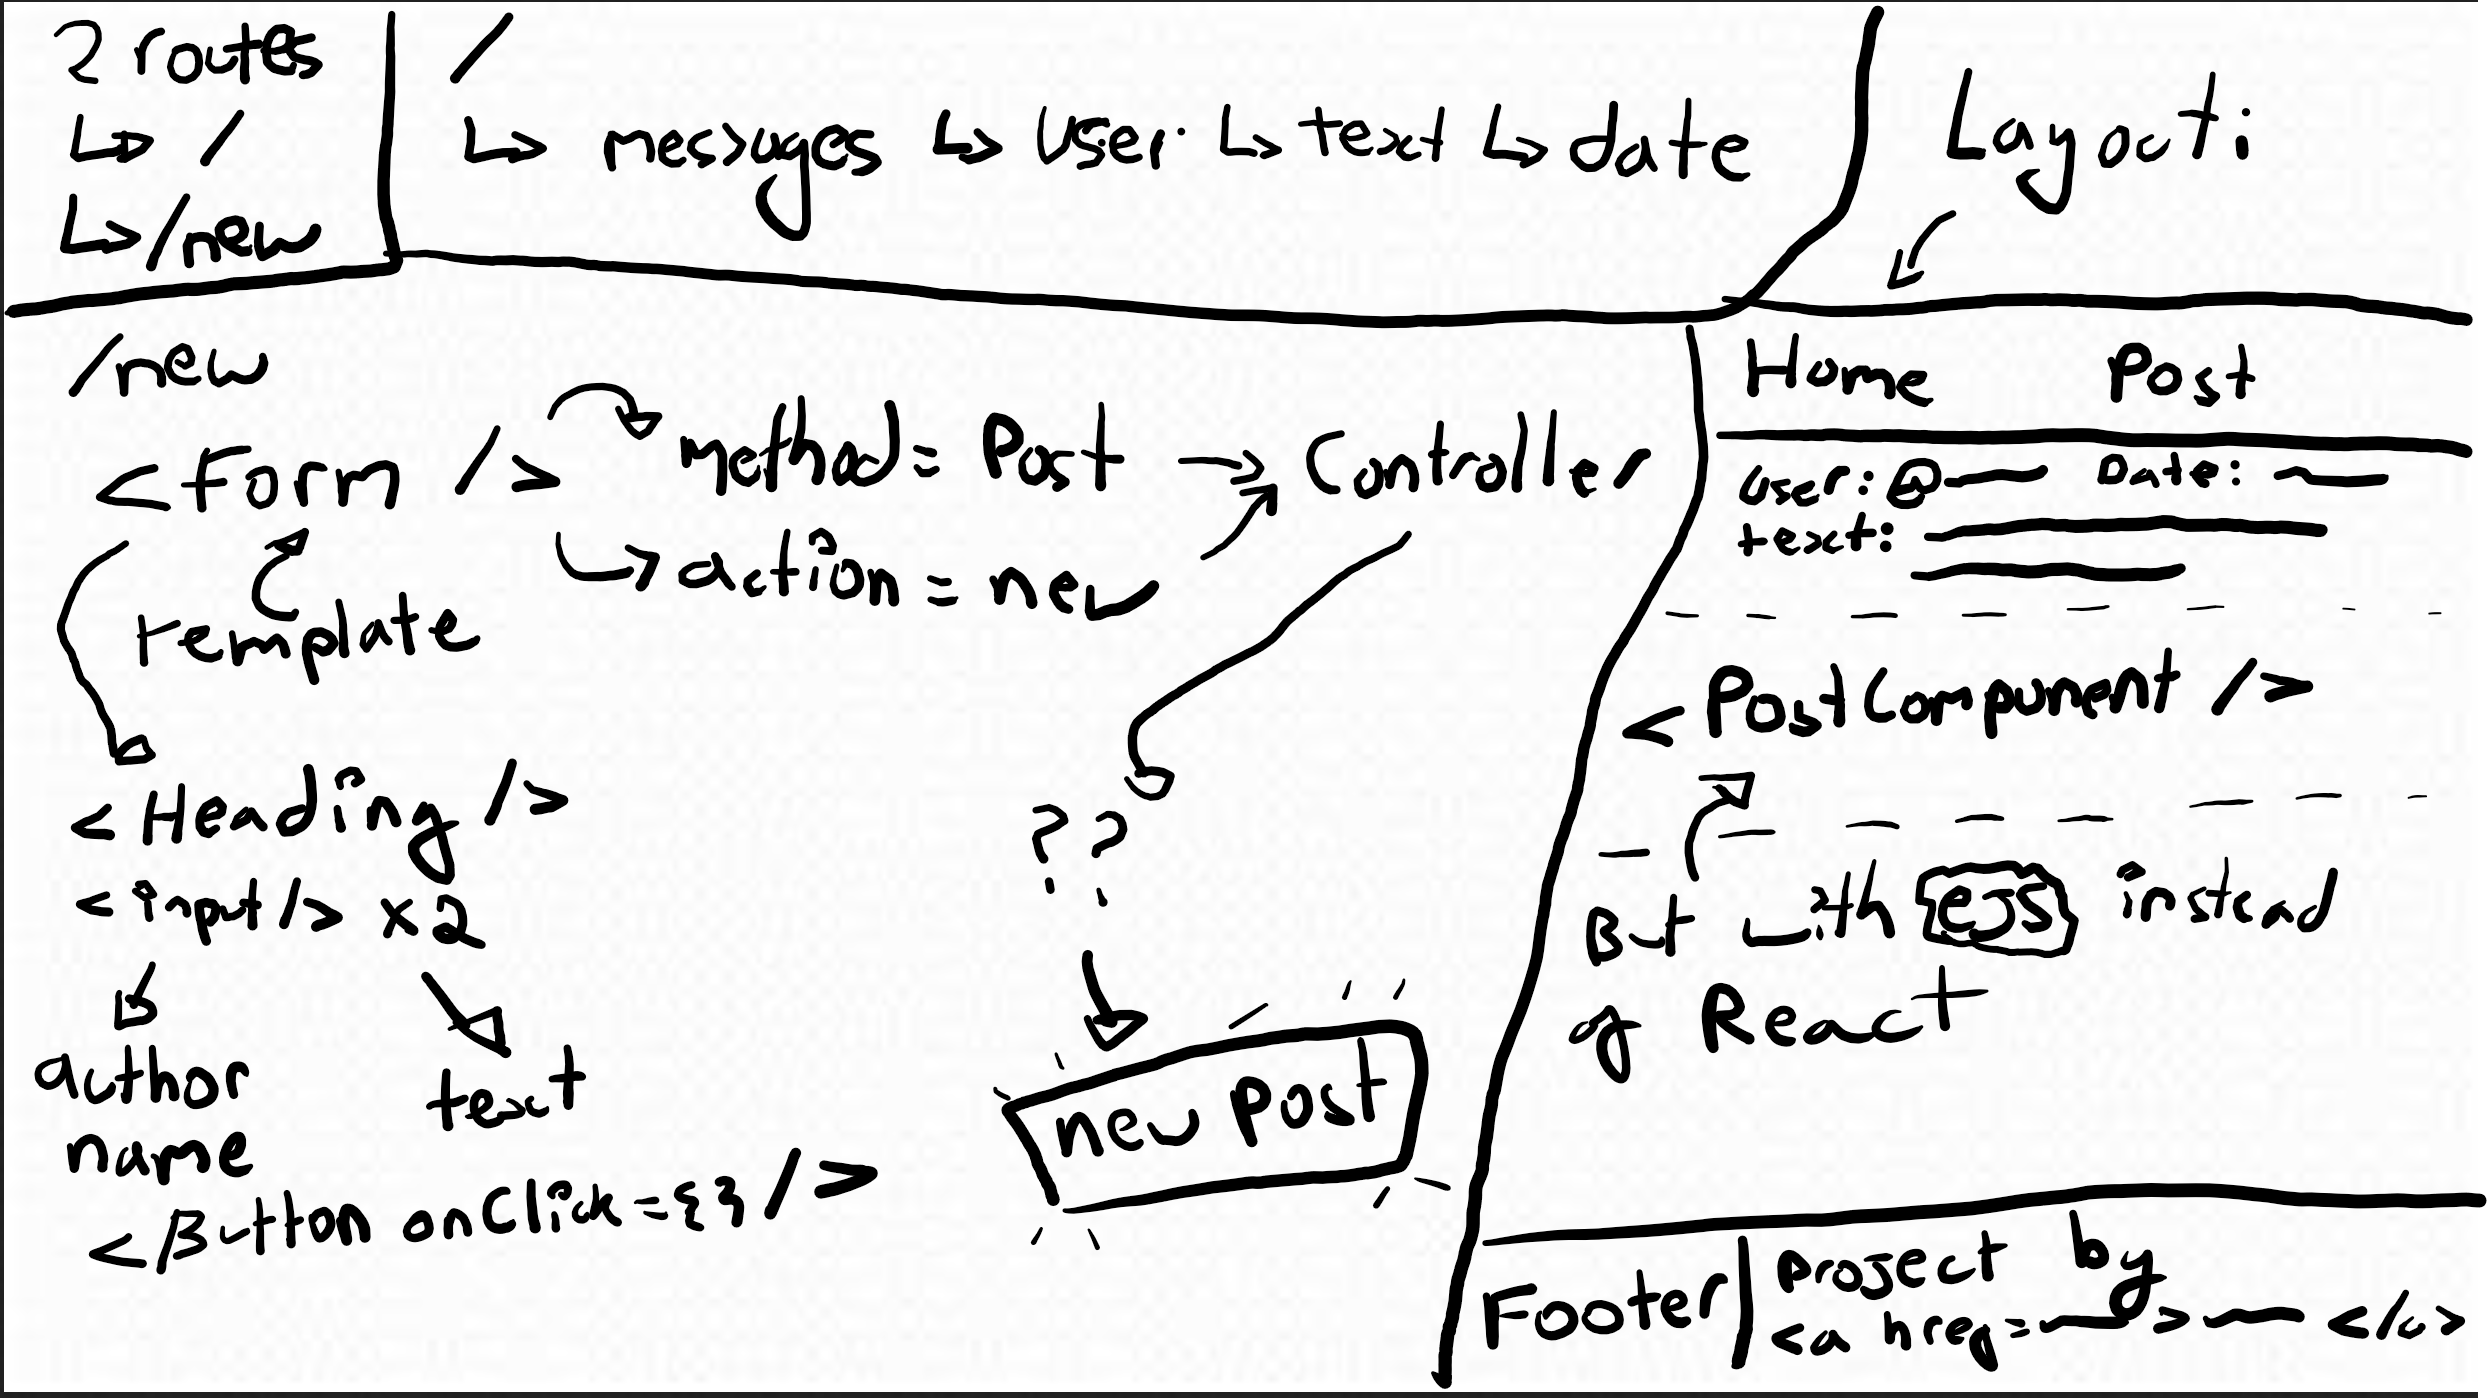 2 routes
↳ /
↳ /new
/
↳ messages ↳ User ↳ text ↳ date
Layout:
/new
<form />
method = Post → Controller
↳ action = new
template
<Heading />
<input/> x2
author name
text
<Button onClick={} />
? ?
new post
Home Post
User: @ Date:
text:
<PostComponent />
But with ejs instead
of React
Footer | project by
<a href= > </a>